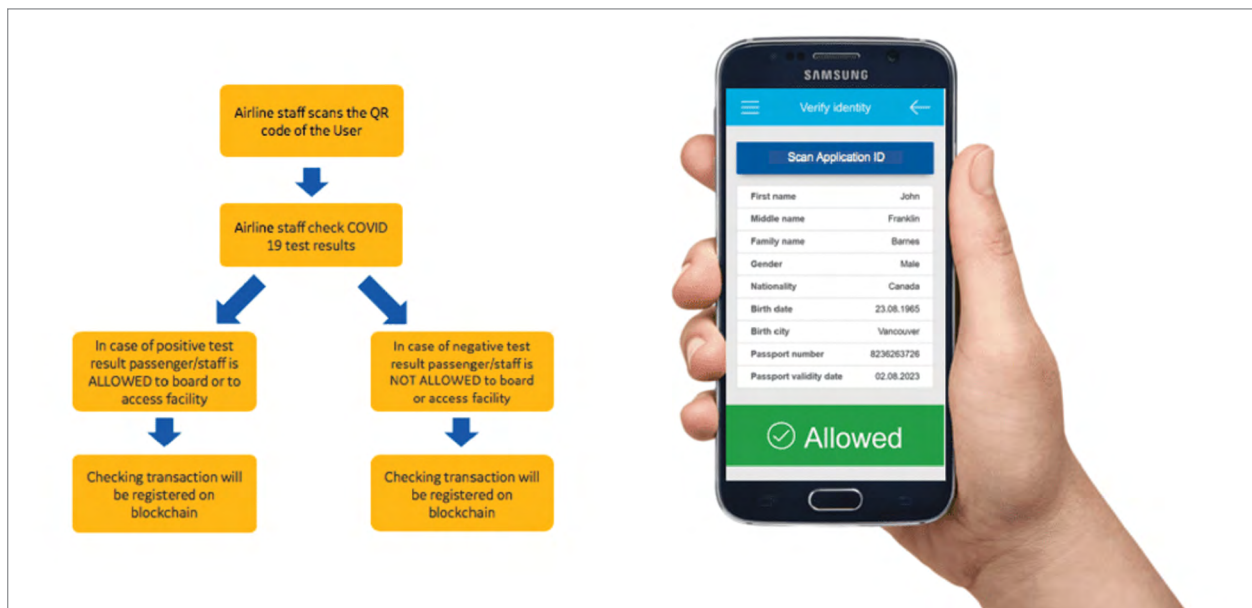 Airline staff scans the QR
code of the User
Airline staff check COVID
19 test results
In case of positive test
result passenger/staff is
ALLOWED to board or to
access facility
In case of negative test
result passenger/staff is
NOT ALLOWED to board
or access facility
Checking transaction will
be registered on
blockchain
Checking transaction will
be registered on
blockchain
SAMSUNG
Verify identity
Scan Application ID
First name John
Middle name Franklin
Family name Barnes
Gender Male
Nationality Canada
Birth date 23.08.1965
Birth city Vancouver
Passport number 8236263726
Passport validity date 02.08.2023
Allowed